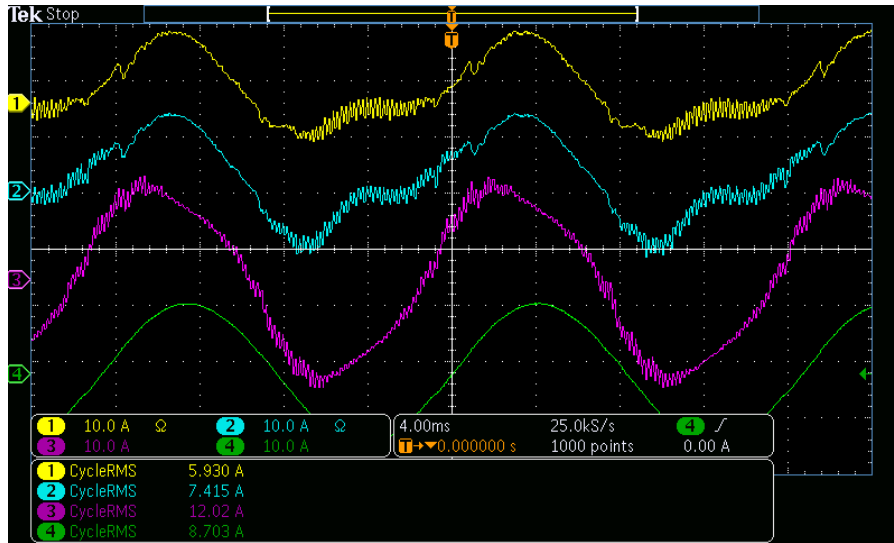 Tek Stop
T
T
1
2
3
4
1 10.0 A Ω 2 10.0 A Ω
3 10.0 A 4 10.0 A
4.00ms 25.0kS/s 4 ∫
T→▼0.000000 s 1000 points 0.00 A
1 CycleRMS 5.930 A
2 CycleRMS 7.415 A
3 CycleRMS 12.02 A
4 CycleRMS 8.703 A